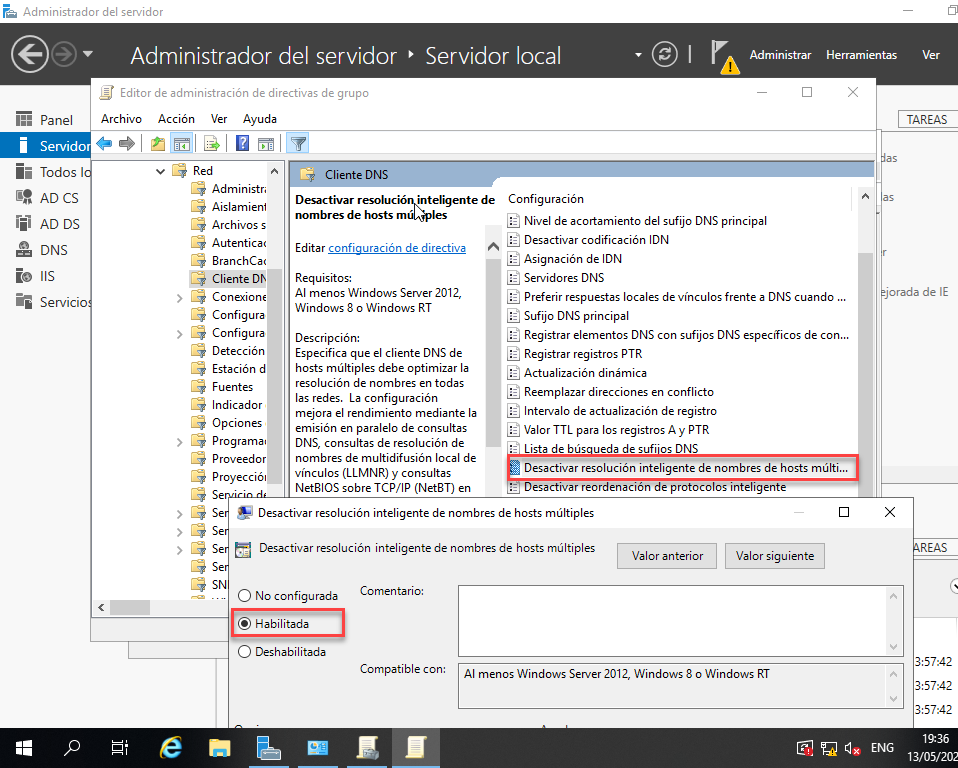 Administrador del servidor
Administrador del servidor ‣ Servidor local
Administrar Herramientas Ver
Editor de administración de directivas de grupo
Archivo Acción Ver Ayuda
TAREAS
Panel
Servidor
Todos lo
AD CS
AD DS
DNS
IIS
Servicios
Red
Administra
Aislamient
Archivos s
Autenticac
BranchCac
Cliente DN
Conexione
Configura
Configura
Detección
Estación d
Fuentes
Indicador
Opciones
Programa
Proveedor
Proyecció
Servicio de
Ser
Ser
Ser
Ser
SN
Cliente DNS
Desactivar resolución inteligente de
nombres de hosts múltiples
Editar configuración de directiva
Requisitos:
Al menos Windows Server 2012,
Windows 8 o Windows RT
Descripción:
Especifica que el cliente DNS de
hosts múltiples debe optimizar la
resolución de nombres en todas
las redes. La configuración
mejora el rendimiento mediante la
emisión en paralelo de consultas
DNS, consultas de resolución de
nombres de multidifusión local de
vínculos (LLMNR) y consultas
NetBIOS sobre TCP/IP (NetBT) en
Configuración
Nivel de acortamiento del sufijo DNS principal
Desactivar codificación IDN
Asignación de IDN
Servidores DNS
Preferir respuestas locales de vínculos frente a DNS cuando ...
Sufijo DNS principal
Registrar elementos DNS con sufijos DNS específicos de con...
Registrar registros PTR
Actualización dinámica
Reemplazar direcciones en conflicto
Intervalo de actualización de registro
Valor TTL para los registros A y PTR
Lista de búsqueda de sufijos DNS
Desactivar resolución inteligente de nombres de hosts múlti...
Desactivar reordenación de protocolos inteligente
das
as
er
ejorada de IE
AREAS
3:57:42
3:57:42
3:57:42
Desactivar resolución inteligente de nombres de hosts múltiples
Desactivar resolución inteligente de nombres de hosts múltiples
Valor anterior Valor siguiente
No configurada
Habilitada
Deshabilitada
Comentario:
Compatible con:
Al menos Windows Server 2012, Windows 8 o Windows RT
ENG
19:36
13/05/202